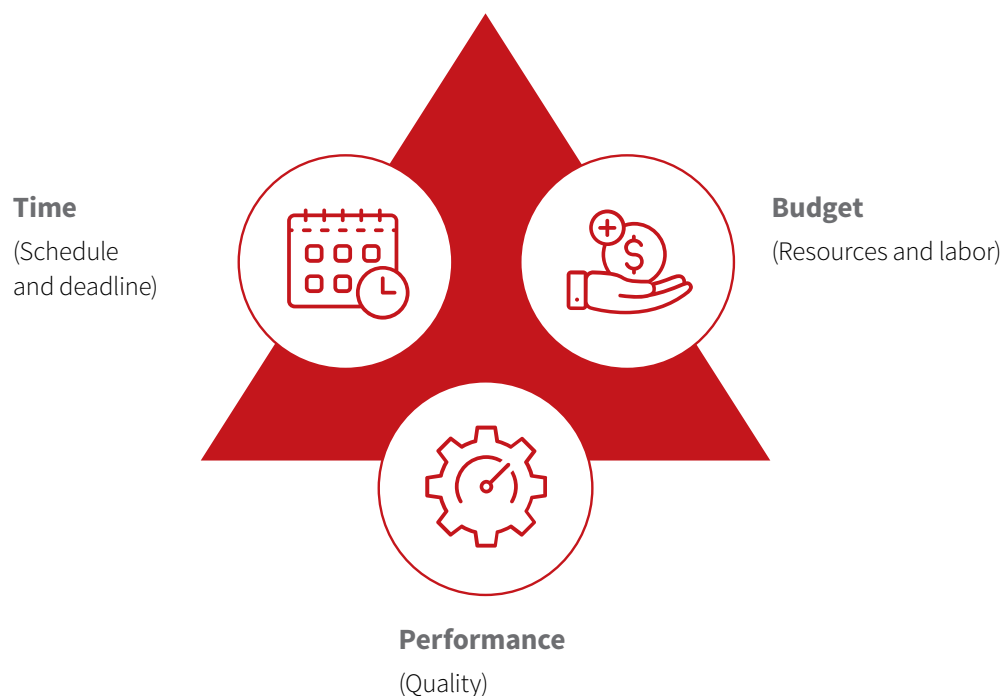 Time
(Schedule
and deadline)
Budget
(Resources and labor)
$
Performance
(Quality)